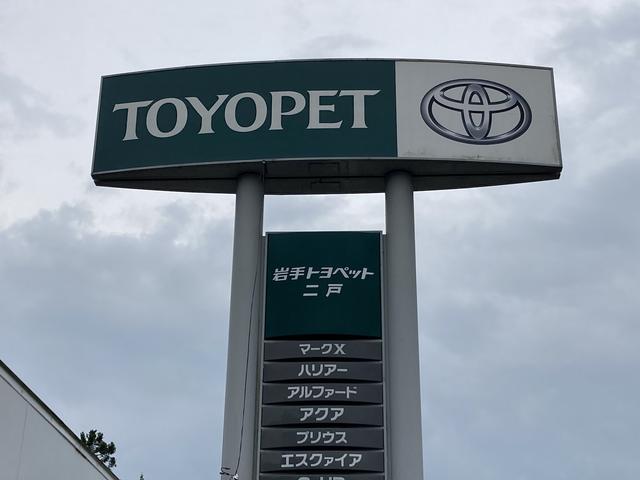 TOYOPET
岩手トヨペット
二戸
マークX
ハリアー
アルファード
アクア
プリウス
エスクァイア